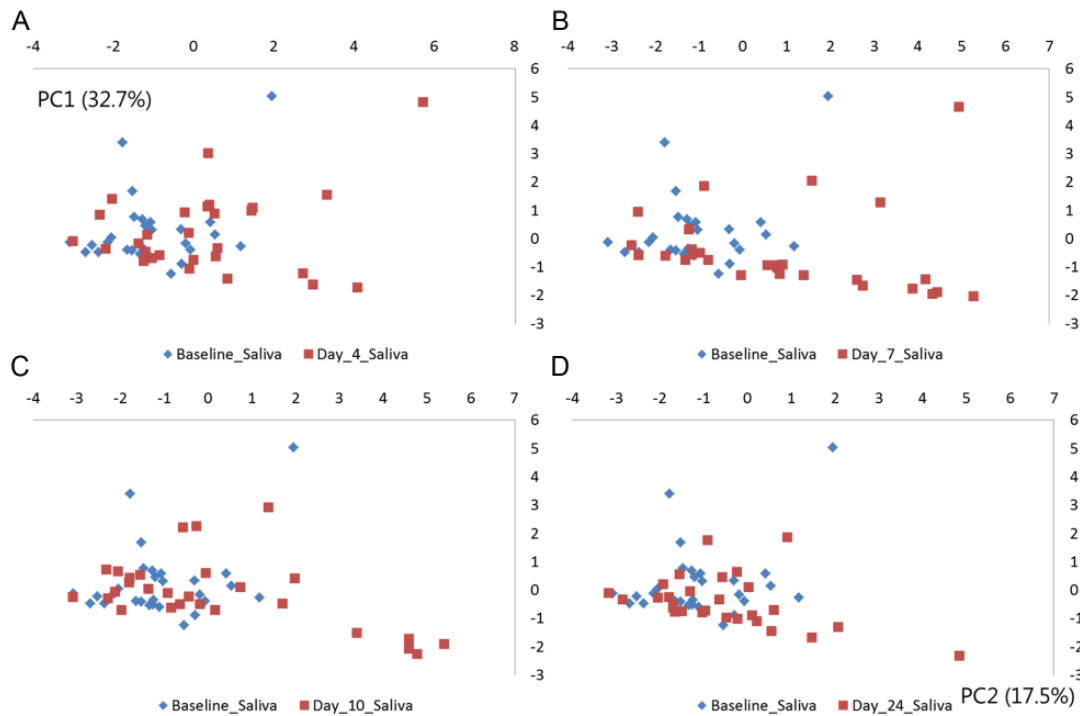 A
B
-4 -2 0 2 4 6 8
-4 -3 -2 -1 0 1 2 3 4 5 6 7
PC1 (32.7%)
6
5
4
3
2
1
0
-1
-2
-3
6
5
4
3
2
1
0
-1
-2
-3
Baseline_Saliva Day_4_Saliva
Baseline_Saliva Day_7_Saliva
C
D
-4 -3 -2 -1 0 1 2 3 4 5 6 7
-4 -3 -2 -1 0 1 2 3 4 5 6 7
6
5
4
3
2
1
0
-1
-2
-3
6
5
4
3
2
1
0
-1
-2
-3
Baseline_Saliva Day_10_Saliva
Baseline_Saliva Day_24_Saliva
PC2 (17.5%)